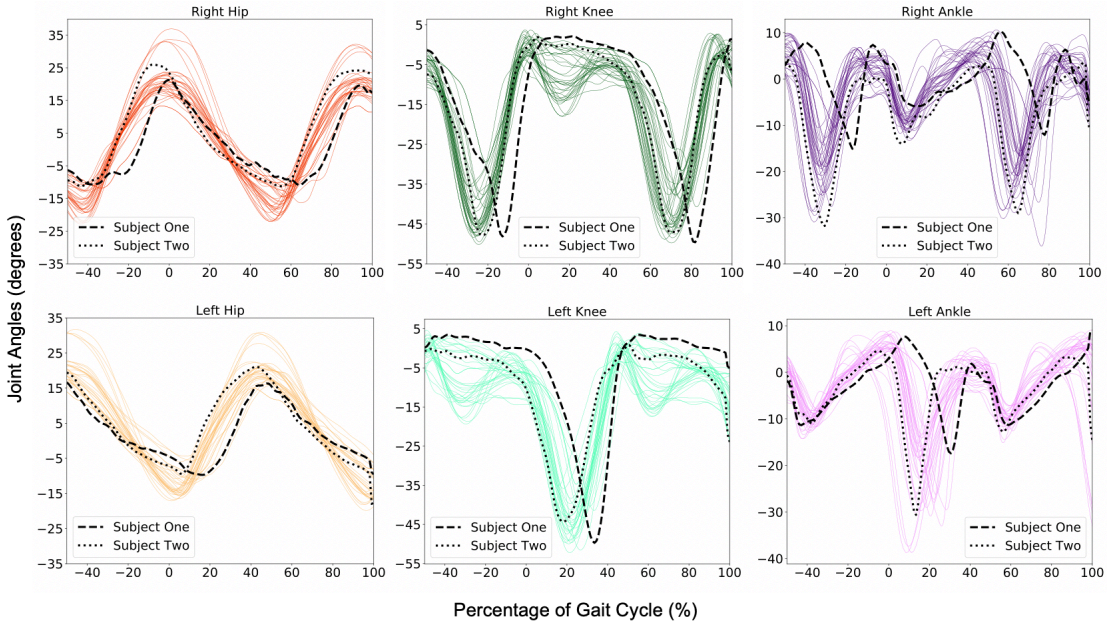 Right Hip
Right Knee
Right Ankle
35
25
15
5
−5
−15
−25
−35
−40 −20 0 20 40 60 80 100
Subject One
Subject Two
5
−5
−15
−25
−35
−45
−55
−40 −20 0 20 40 60 80 100
Subject One
Subject Two
10
0
−10
−20
−30
−40
−40 −20 0 20 40 60 80 100
Subject One
Subject Two
Joint Angles (degrees)
Left Hip
Left Knee
Left Ankle
35
25
15
5
−5
−15
−25
−35
−40 −20 0 20 40 60 80 100
Subject One
Subject Two
5
−5
−15
−25
−35
−45
−55
−40 −20 0 20 40 60 80 100
Subject One
Subject Two
10
0
−10
−20
−30
−40
−40 −20 0 20 40 60 80 100
Subject One
Subject Two
Percentage of Gait Cycle (%)